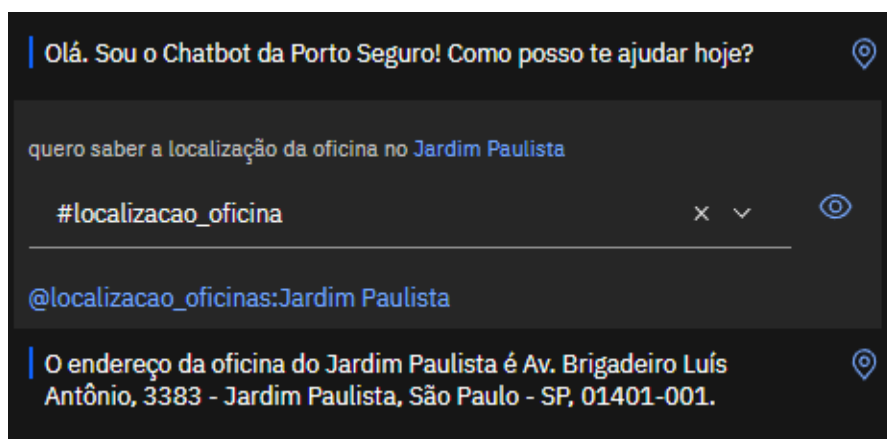 Olá. Sou o Chatbot da Porto Seguro! Como posso te ajudar hoje?
quero saber a localização da oficina no Jardim Paulista
#localizacao_oficina
@localizacao_oficinas:Jardim Paulista
O endereço da oficina do Jardim Paulista é Av. Brigadeiro Luís
Antônio, 3383 - Jardim Paulista, São Paulo - SP, 01401-001.